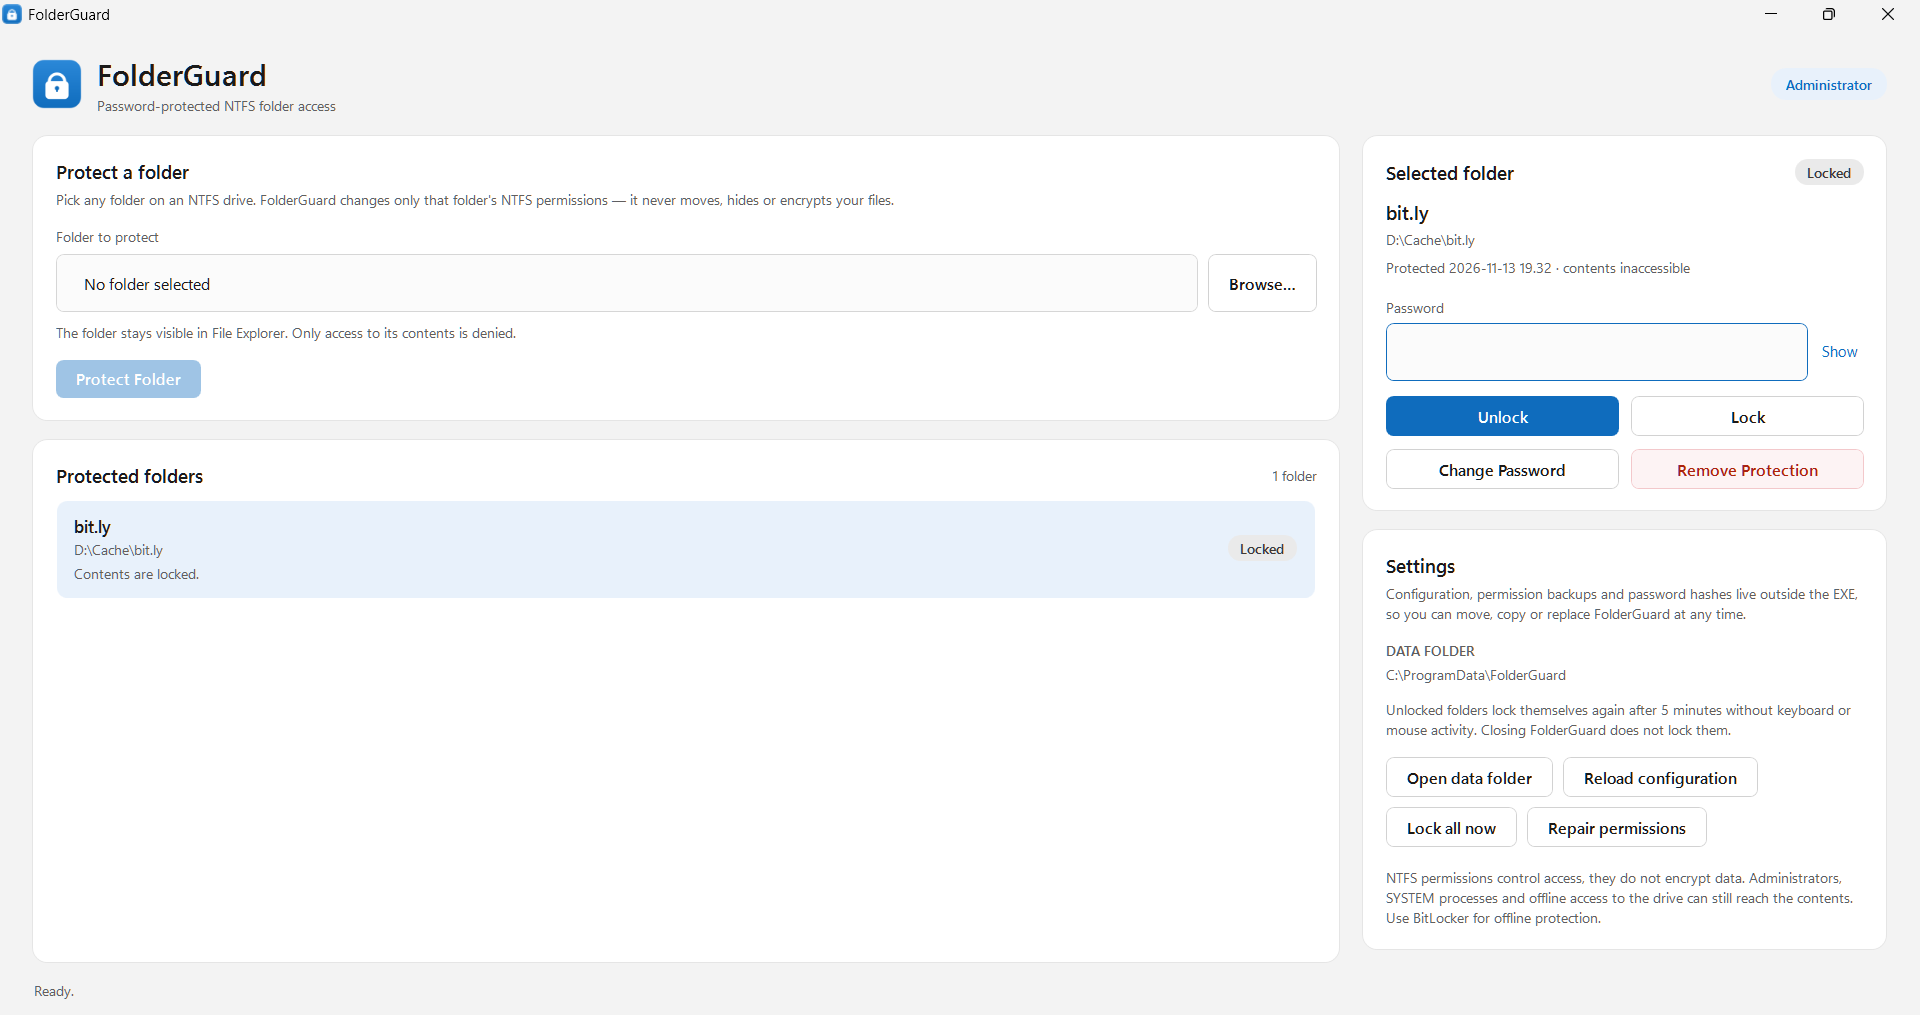 FolderGuard
FolderGuard
Password-protected NTFS folder access
Administrator
Protect a folder
Pick any folder on an NTFS drive. FolderGuard changes only that folder's NTFS permissions — it never moves, hides or encrypts your files.
Folder to protect
No folder selected
Browse...
The folder stays visible in File Explorer. Only access to its contents is denied.
Protect Folder
Protected folders
1 folder
bit.ly
D:\Cache\bit.ly
Contents are locked.
Locked
Selected folder
Locked
bit.ly
D:\Cache\bit.ly
Protected 2026-11-13 19.32 · contents inaccessible
Password
Show
Unlock
Lock
Change Password
Remove Protection
Settings
Configuration, permission backups and password hashes live outside the EXE,
so you can move, copy or replace FolderGuard at any time.
DATA FOLDER
C:\ProgramData\FolderGuard
Unlocked folders lock themselves again after 5 minutes without keyboard or
mouse activity. Closing FolderGuard does not lock them.
Open data folder
Reload configuration
Lock all now
Repair permissions
NTFS permissions control access, they do not encrypt data. Administrators,
SYSTEM processes and offline access to the drive can still reach the contents.
Use BitLocker for offline protection.
Ready.